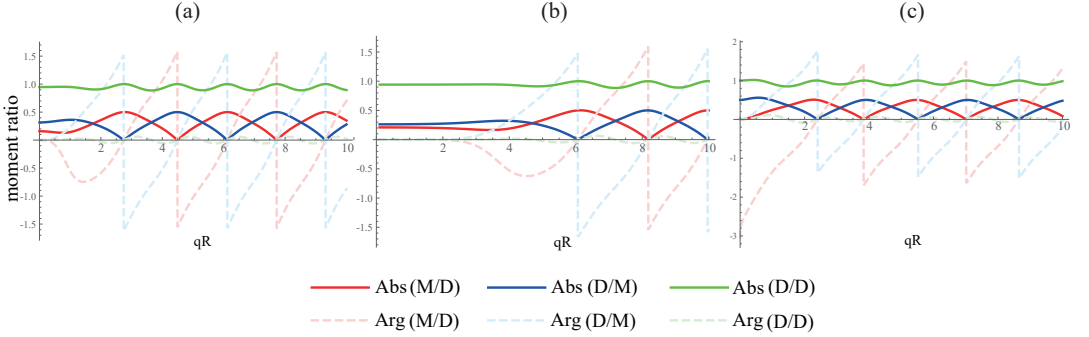 (a) (b) (c)
moment ratio
1.5
1.0
0.5
-0.5
-1.0
-1.5
2 4 6 8 10
qR
1.5
1.0
0.5
-0.5
-1.0
-1.5
2 4 6 8 10
qR
2
1
-1
-2
-3
2 4 6 8 10
qR
Abs (M/D) Abs (D/M) Abs (D/D)
Arg (M/D) Arg (D/M) Arg (D/D)